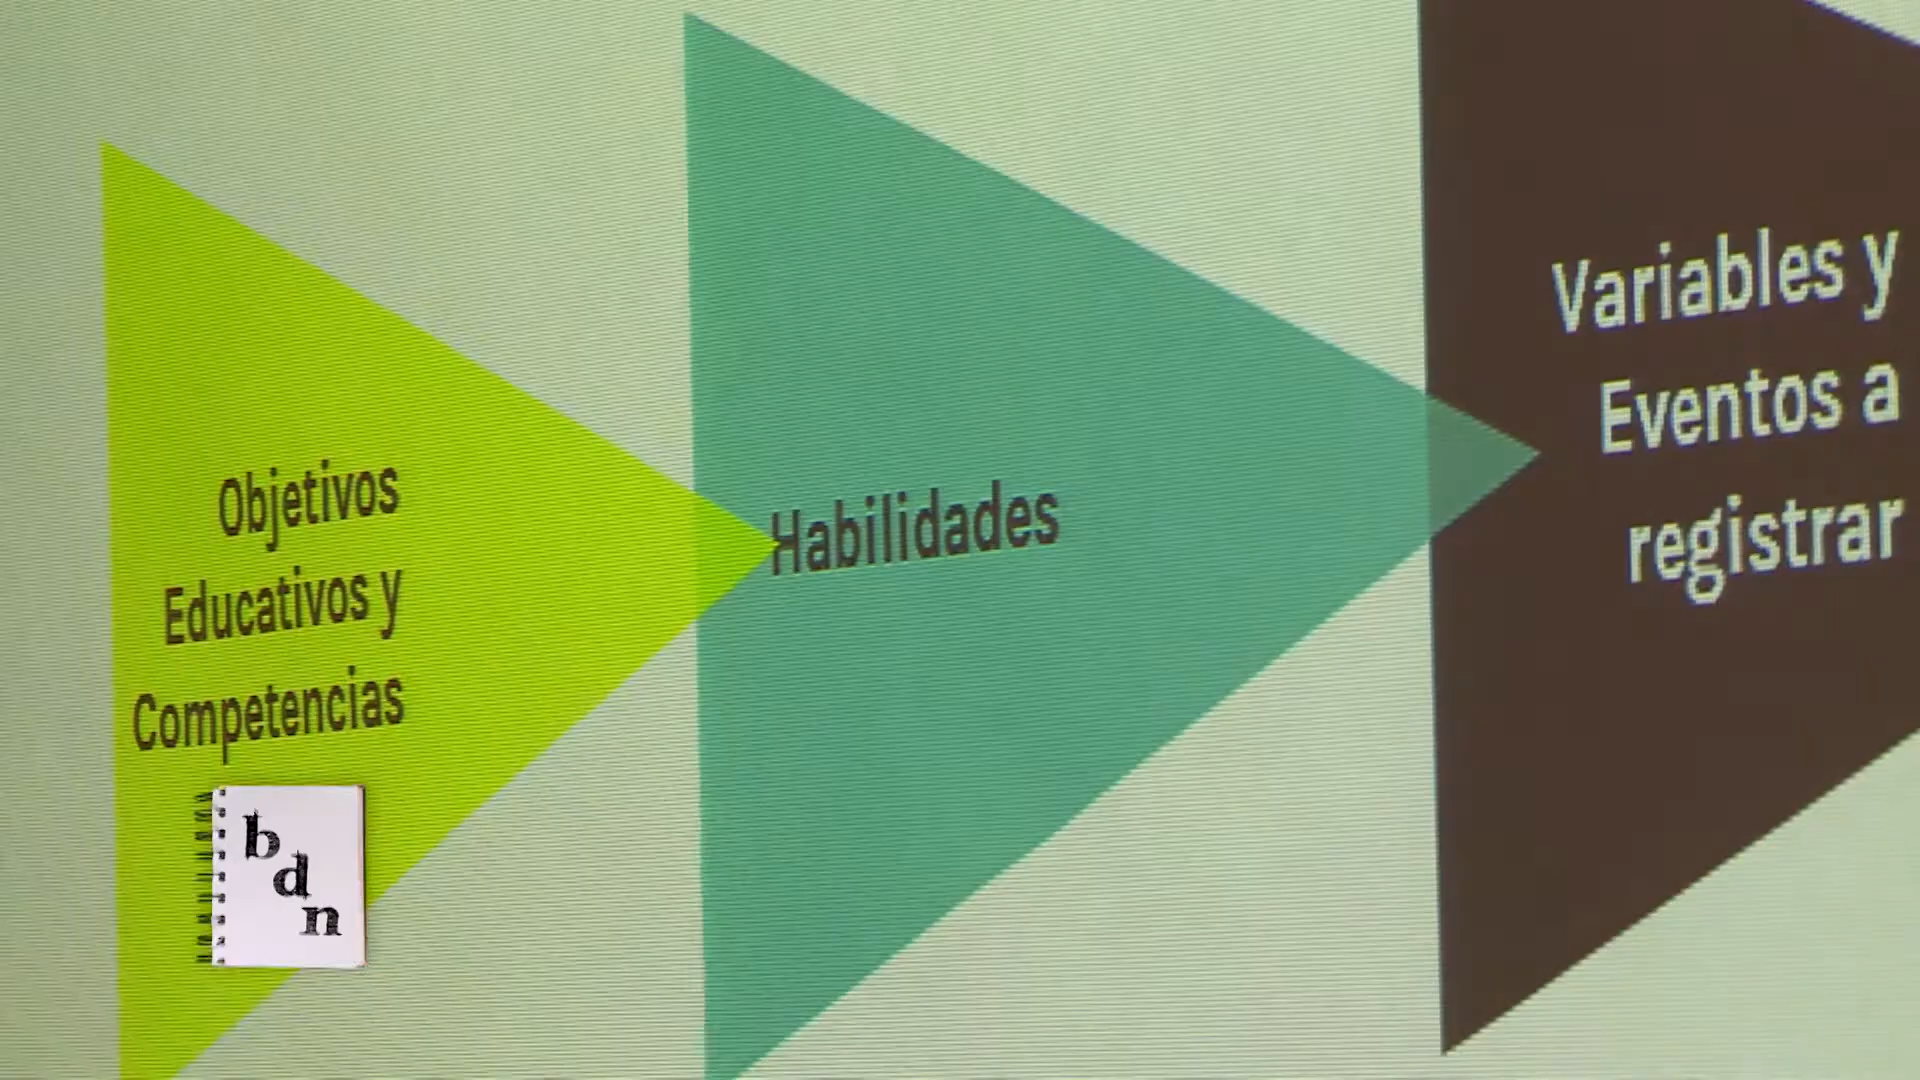 Objetivos
Educativos y
Competencias
Habilidades
Variables y
Eventos a
registrar
b
d
n